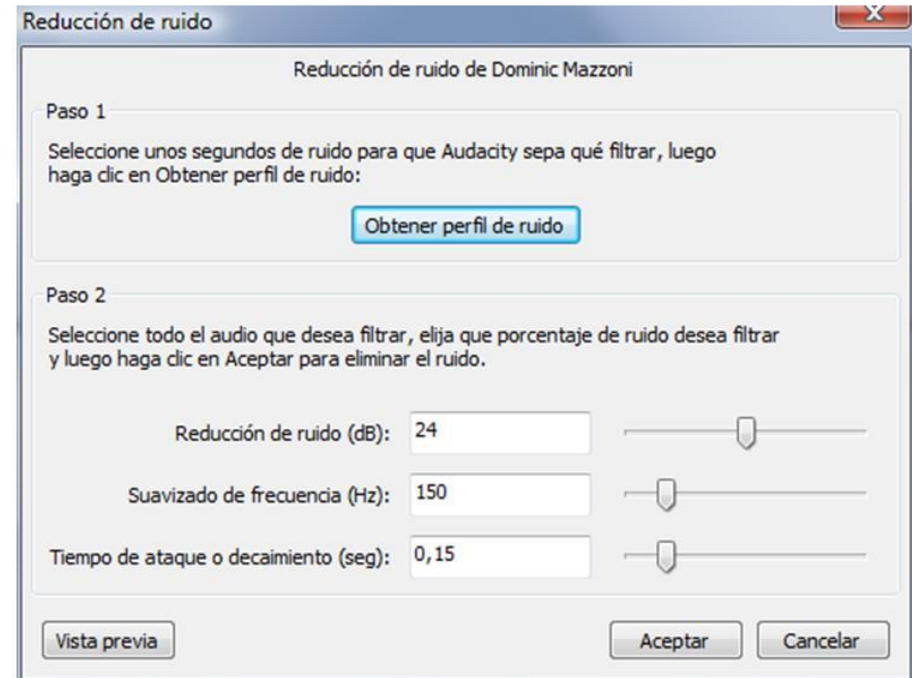 Reducción de ruido
Reducción de ruido de Dominic Mazzoni
Paso 1
Seleccione unos segundos de ruido para que Audacity sepa qué filtrar, luego
haga clic en Obtener perfil de ruido:
Obtener perfil de ruido
Paso 2
Seleccione todo el audio que desea filtrar, elija que porcentaje de ruido desea filtrar
y luego haga clic en Aceptar para eliminar el ruido.
Reducción de ruido (dB): 24
Suavizado de frecuencia (Hz): 150
Tiempo de ataque o decaimiento (seg): 0,15
Vista previa Aceptar Cancelar